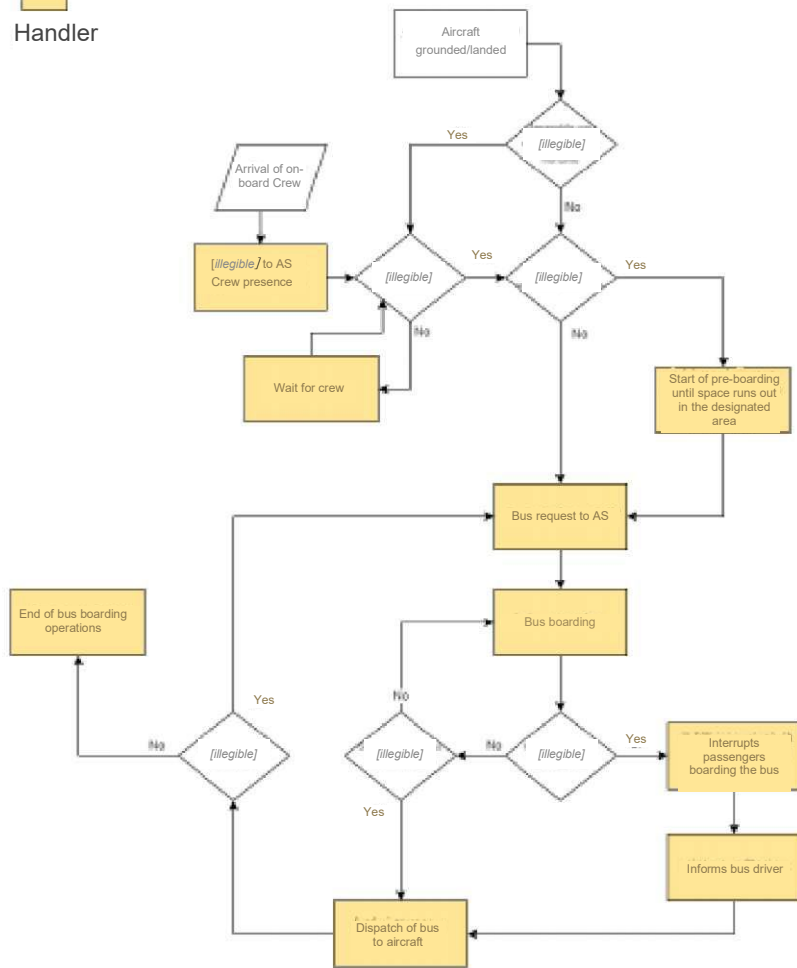 Handler
Aircraft
grounded/landed
[illegible]
Yes
No
Arrival of on-
board Crew
[illegible] to AS
Crew presence
[illegible]
Yes
[illegible]
Yes
No
No
Wait for crew
Start of pre-boarding
until space runs out
in the designated
area
Bus request to AS
End of bus boarding
operations
Bus boarding
Yes
No
No
[illegible]
[illegible]
No
[illegible]
Yes
Interrupts
passengers
boarding the bus
Yes
Informs bus driver
Dispatch of bus
to aircraft